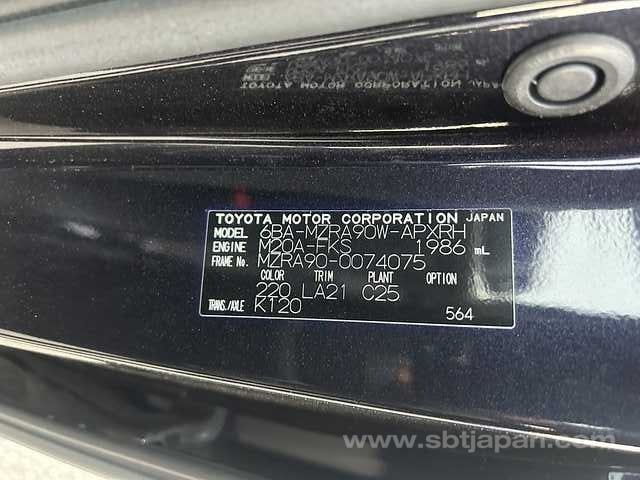 TOYOTA MOTOR CORPORATION JAPAN
MODEL 6BA-MZRA90W-APXRH
ENGINE M20A-FKS 1986 mL
FRAME No. MZRA90-0074075
COLOR TRIM PLANT OPTION
220 LA21 C25
TRANS./AXLE K120
564
www.sbtjapan.com